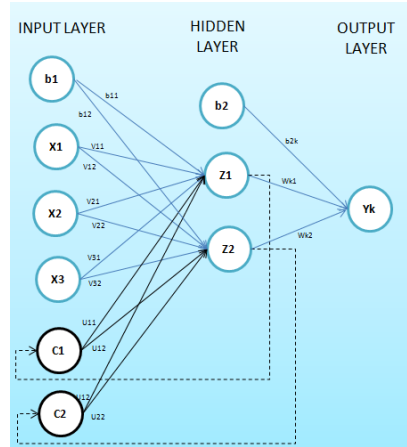 INPUT LAYER
HIDDEN LAYER
OUTPUT LAYER
b1
b11
b12
b2
b2k
X1
V11
V12
Z1
Wk1
X2
V21
V22
Yk
Z2
Wk2
X3
V31
V32
U11
C1
U12
U12
C2
U22